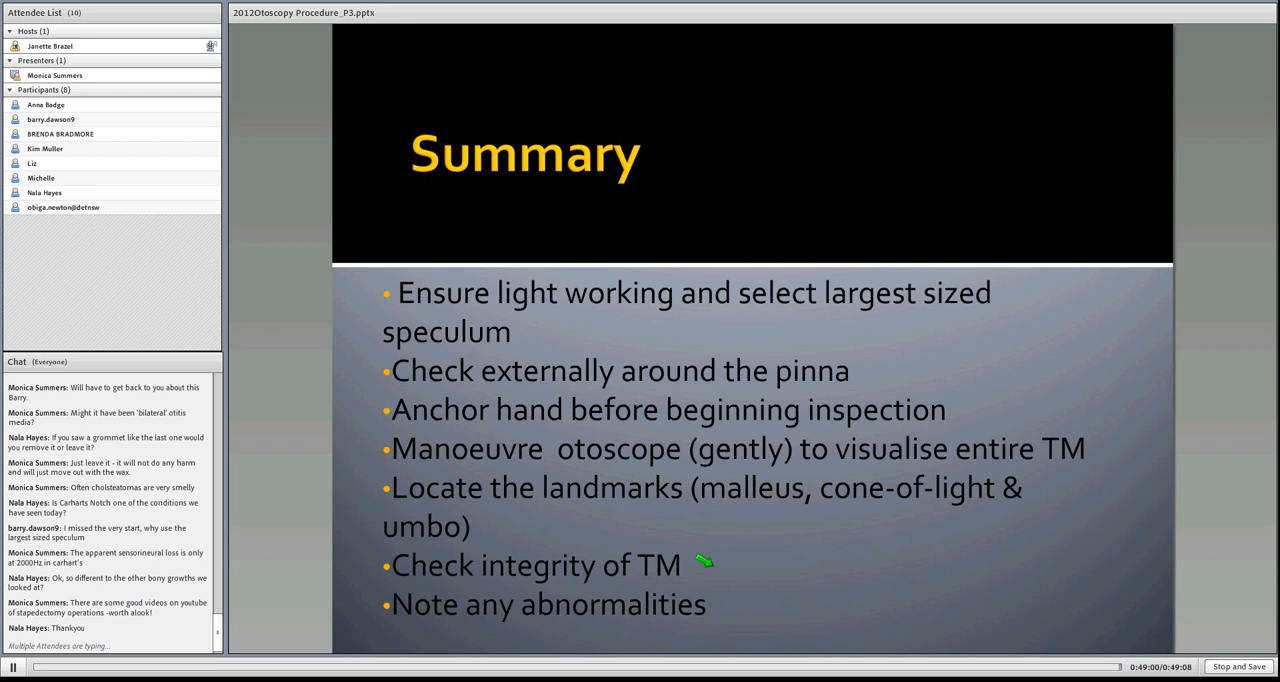 Attendee List (10)
Hosts (1)
Janette Brazel
Presenters (1)
Monica Summers
Participants (8)
Anna Badge
barry.dawson9
BRENDA BRADMORE
Kim Muller
Liz
Michelle
Nala Hayes
obiga.newton@detnsw
Chat (Everyone)
Monica Summers: Will have to get back to you about this
Barry.
Monica Summers: Might it have been 'bilateral' otitis
media?
Nala Hayes: If you saw a grommet like the last one would
you remove it or leave it?
Monica Summers: Just leave it - it will not do any harm
and will just move out with the wax.
Monica Summers: Often cholsteatomas are very smelly
Nala Hayes: Is Carharts Notch one of the conditions we
have seen today?
barry.dawson9: I missed the very start, why use the
largest sized speculum
Monica Summers: The apparent sensorineural loss is only
at 2000Hz in carhart's
Nala Hayes: Ok, so different to the other bony growths we
looked at?
Monica Summers: There are some good videos on youtube
of stapedectomy operations -worth alook!
Nala Hayes: Thankyou
Multiple Attendees are typing...
2012Otoscopy Procedure_P3.pptx
Summary
• Ensure light working and select largest sized
speculum
•Check externally around the pinna
•Anchor hand before beginning inspection
•Manoeuvre otoscope (gently) to visualise entire TM
•Locate the landmarks (malleus, cone-of-light &
umbo)
•Check integrity of TM
•Note any abnormalities
0:49:00/0:49:08
Stop and Save